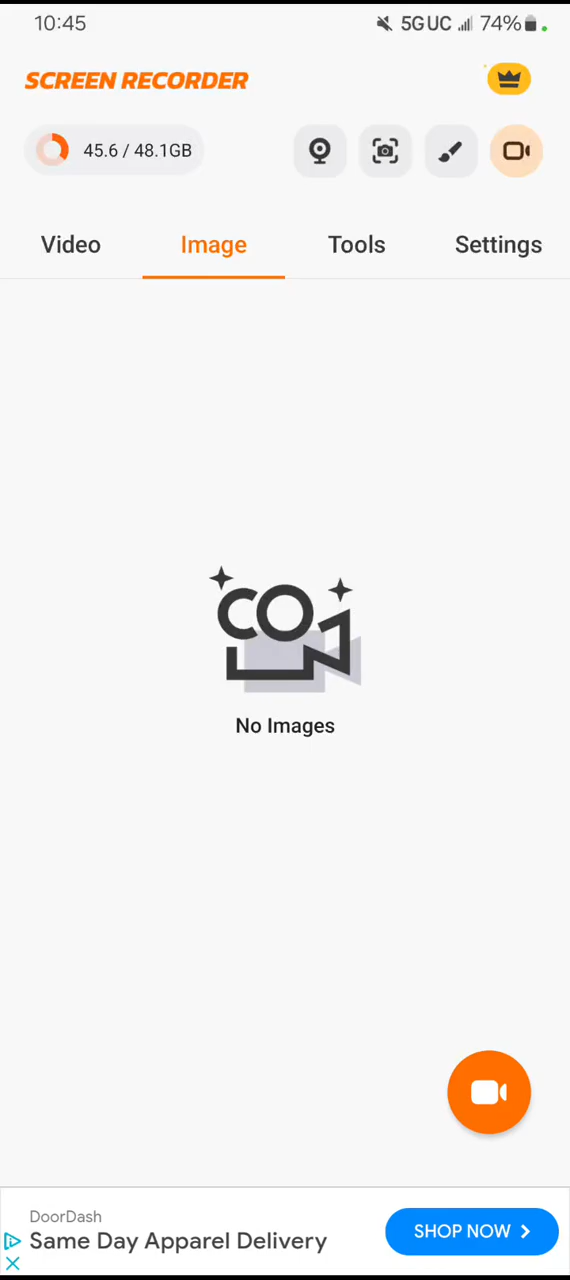 10:45
5G UC 74%
SCREEN RECORDER
45.6 / 48.1GB
Video Image Tools Settings
No Images
DoorDash
Same Day Apparel Delivery
SHOP NOW